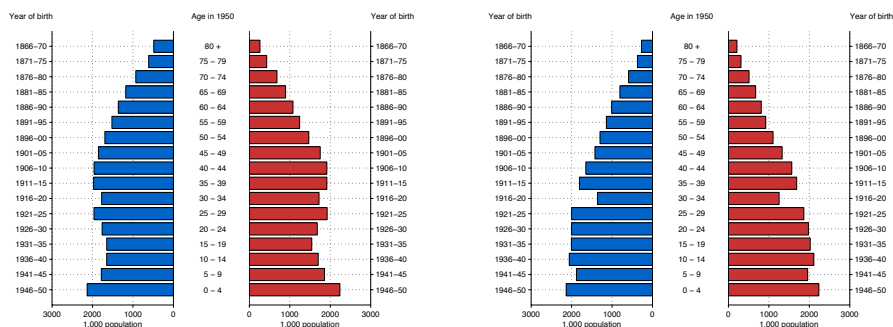 Year of birth Age in 1950 Year of birth Year of birth Age in 1950 Year of birth
1866–70 80 + 1866–70 1866–70 80 + 1866–70
1871–75 75 – 79 1871–75 1871–75 75 – 79 1871–75
1876–80 70 – 74 1876–80 1876–80 70 – 74 1876–80
1881–85 65 – 69 1881–85 1881–85 65 – 69 1881–85
1886–90 60 – 64 1886–90 1886–90 60 – 64 1886–90
1891–95 55 – 59 1891–95 1891–95 55 – 59 1891–95
1896–00 50 – 54 1896–00 1896–00 50 – 54 1896–00
1901–05 45 – 49 1901–05 1901–05 45 – 49 1901–05
1906–10 40 – 44 1906–10 1906–10 40 – 44 1906–10
1911–15 35 – 39 1911–15 1911–15 35 – 39 1911–15
1916–20 30 – 34 1916–20 1916–20 30 – 34 1916–20
1921–25 25 – 29 1921–25 1921–25 25 – 29 1921–25
1926–30 20 – 24 1926–30 1926–30 20 – 24 1926–30
1931–35 15 – 19 1931–35 1931–35 15 – 19 1931–35
1936–40 10 – 14 1936–40 1936–40 10 – 14 1936–40
1941–45 5 – 9 1941–45 1941–45 5 – 9 1941–45
1946–50 0 – 4 1946–50 1946–50 0 – 4 1946–50
3000 2000 1000 0 0 1000 2000 3000 3000 2000 1000 0 0 1000 2000 3000
1.000 population 1.000 population 1.000 population 1.000 population